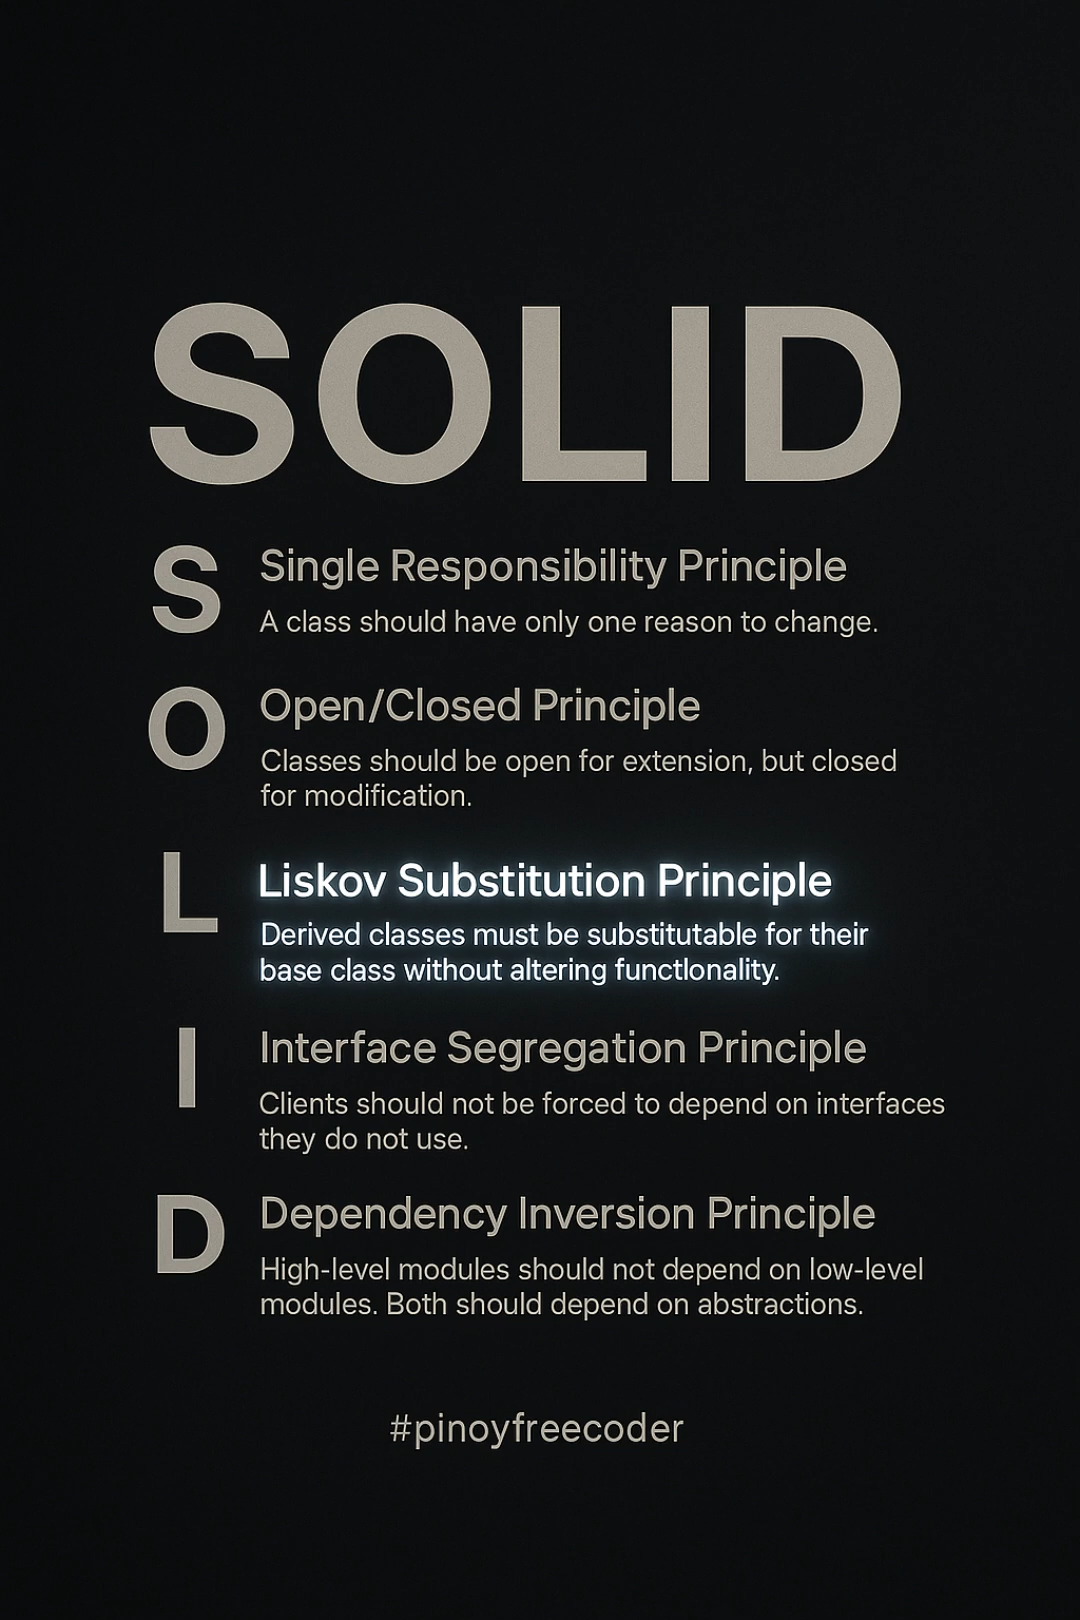 SOLID
S
Single Responsibility Principle
A class should have only one reason to change.
O
Open/Closed Principle
Classes should be open for extension, but closed
for modification.
L
Liskov Substitution Principle
Derived classes must be substitutable for their
base class without altering functlonality.
I
Interface Segregation Principle
Clients should not be forced to depend on interfaces
they do not use.
D
Dependency Inversion Principle
High-level modules should not depend on low-level
modules. Both should depend on abstractions.
#pinoyfreecoder